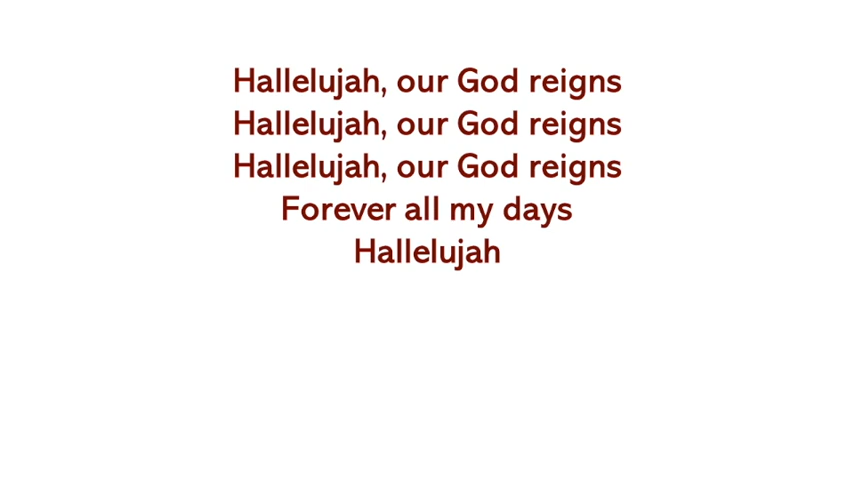 Hallelujah, our God reigns
Hallelujah, our God reigns
Hallelujah, our God reigns
Forever all my days
Hallelujah